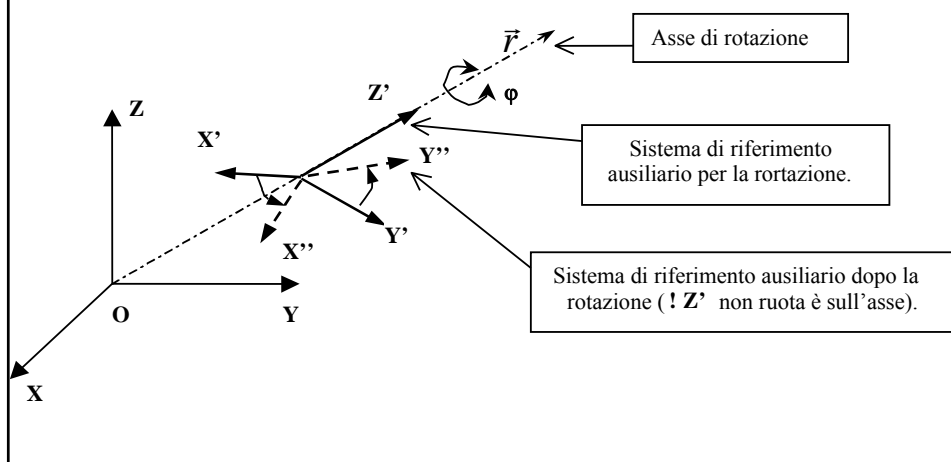 r⃗
Asse di rotazione
φ
Z
Z’
X’
Y’’
Sistema di riferimento
ausiliario per la rortazione.
Y’
X’’
Sistema di riferimento ausiliario dopo la
rotazione ( ! Z’ non ruota è sull’asse).
O
Y
X